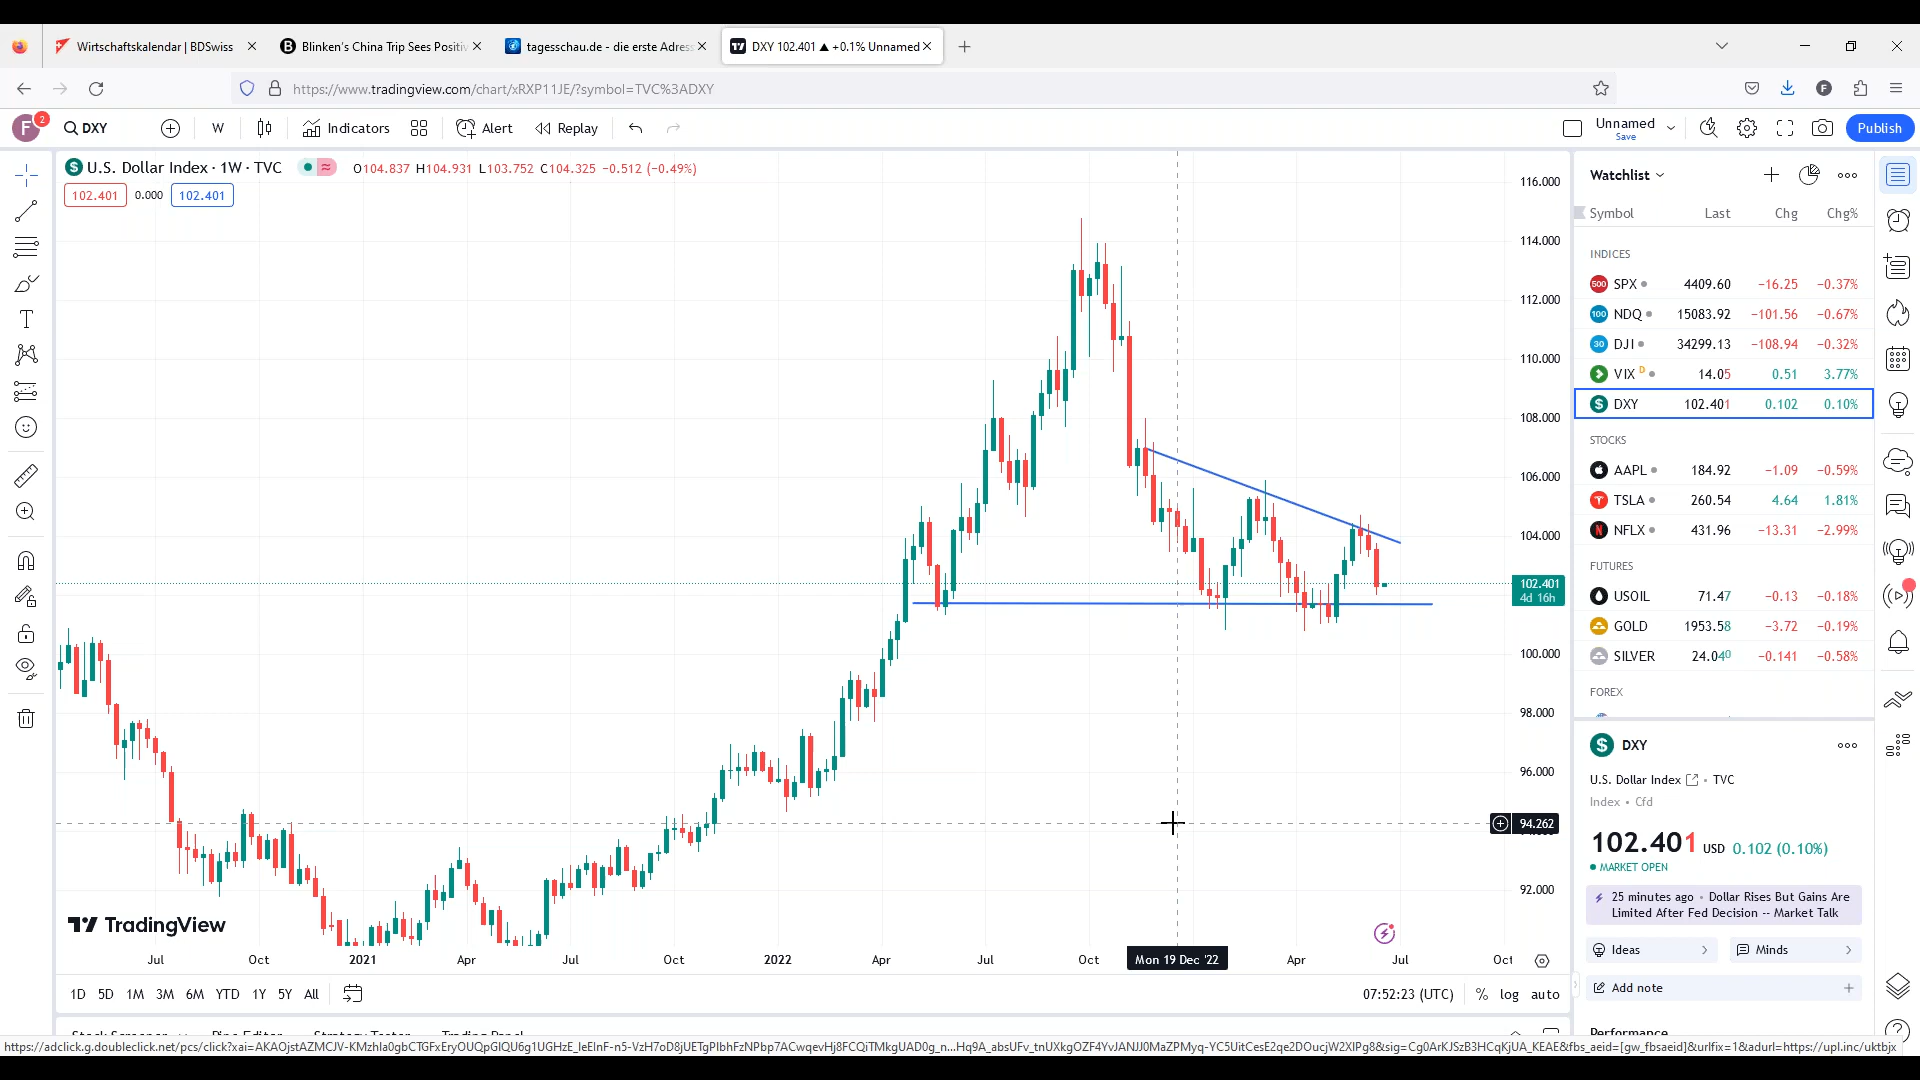 Wirtschaftskalendar | BDSwiss
Blinken's China Trip Sees Positiv
tagesschau.de - die erste Adress
DXY 102.401 ▲ +0.1% Unnamed
https://www.tradingview.com/chart/xRXP11JE/?symbol=TVC%3ADXY
F
F 2
DXY
W
Indicators
Alert
Replay
Unnamed
Save
Publish
U.S. Dollar Index · 1W · TVC
O104.837 H104.931 L103.752 C104.325 −0.512 (−0.49%)
102.401 0.000 102.401
116.000
114.000
112.000
110.000
108.000
106.000
104.000
102.401
4d 16h
100.000
98.000
96.000
94.262
92.000
TradingView
Jul Oct 2021 Apr Jul Oct 2022 Apr Jul Oct Mon 19 Dec '22 Apr Jul Oct
1D 5D 1M 3M 6M YTD 1Y 5Y All
07:52:23 (UTC) % log auto
Watchlist
Symbol Last Chg Chg%
INDICES
SPX 4409.60 −16.25 −0.37%
NDQ 15083.92 −101.56 −0.67%
DJI 34299.13 −108.94 −0.32%
VIX D 14.05 0.51 3.77%
DXY 102.401 0.102 0.10%
STOCKS
AAPL 184.92 −1.09 −0.59%
TSLA 260.54 4.64 1.81%
NFLX 431.96 −13.31 −2.99%
FUTURES
USOIL 71.47 −0.13 −0.18%
GOLD 1953.58 −3.72 −0.19%
SILVER 24.040 −0.141 −0.58%
FOREX
DXY
U.S. Dollar Index • TVC
Index • Cfd
102.401 USD 0.102 (0.10%)
MARKET OPEN
25 minutes ago • Dollar Rises But Gains Are
Limited After Fed Decision -- Market Talk
Ideas
Minds
Add note
Performance
Stock Screener Pine Editor Strategy Tester Trading Panel